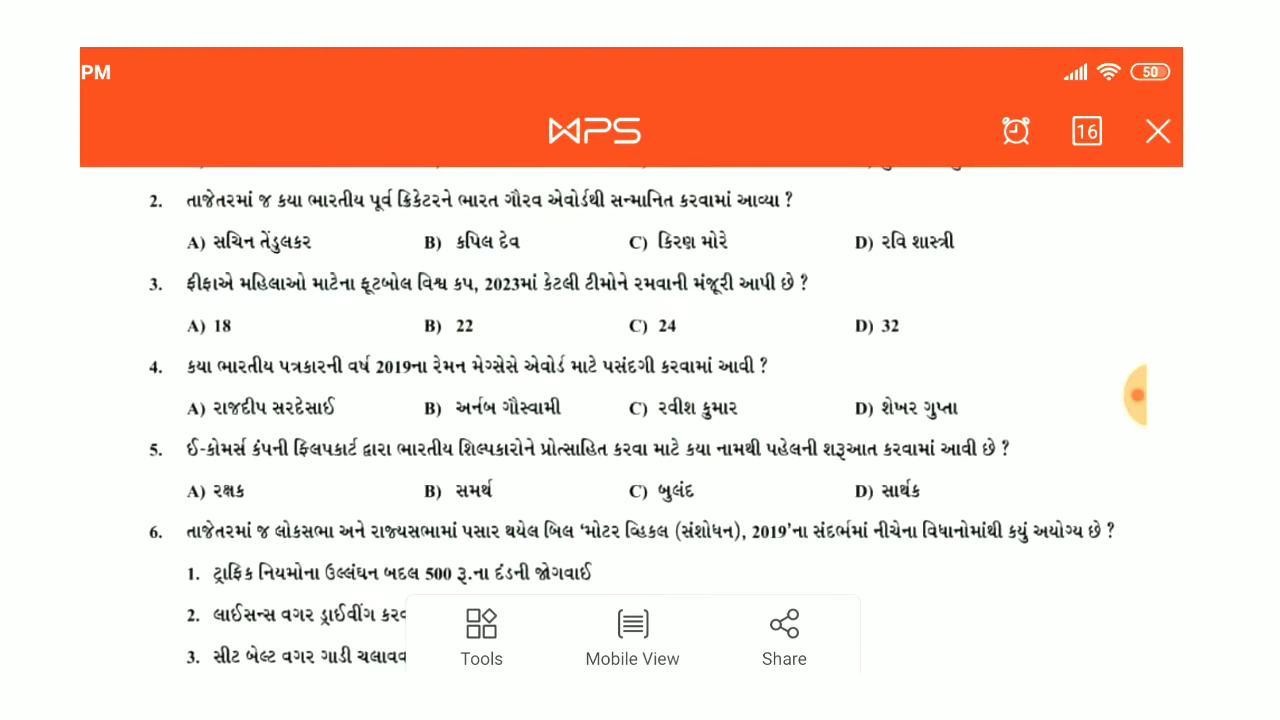 PM
50
WPS
16
2. તાજેતરમાં જ કયા ભારતીય પૂર્વ ક્રિકેટરને ભારત ગૌરવ એવોર્ડથી સન્માનિત કરવામાં આવ્યા ?
A) સચિન તેંડુલકર B) કપિલ દેવ C) કિરણ મોરે D) રવિ શાસ્ત્રી
3. ફીફાએ મહિલાઓ માટેના ફૂટબોલ વિશ્વ કપ, 2023માં કેટલી ટીમોને રમવાની મંજૂરી આપી છે ?
A) 18 B) 22 C) 24 D) 32
4. કયા ભારતીય પત્રકારની વર્ષ 2019ના રેમન મેગ્સેસે એવોર્ડ માટે પસંદગી કરવામાં આવી ?
A) રાજદીપ સરદેસાઈ B) અર્નબ ગૌસ્વામી C) રવીશ કુમાર D) શેખર ગુપ્તા
5. ઈ-કોમર્સ કંપની ફ્લિપકાર્ટ દ્વારા ભારતીય શિલ્પકારોને પ્રોત્સાહિત કરવા માટે કયા નામથી પહેલની શરૂઆત કરવામાં આવી છે ?
A) રક્ષક B) સમર્થ C) બુલંદ D) સાર્થક
6. તાજેતરમાં જ લોકસભા અને રાજ્યસભામાં પસાર થયેલ બિલ ‘મોટર વ્હિકલ (સંશોધન), 2019’ના સંદર્ભમાં નીચેના વિધાનોમાંથી કયું અયોગ્ય છે ?
1. ટ્રાફિક નિયમોના ઉલ્લંઘન બદલ 500 રૂ.ના દંડની જોગવાઈ
2. લાઈસન્સ વગર ડ્રાઈવીંગ કરવ
3. સીટ બેલ્ટ વગર ગાડી ચલાવવ
Tools Mobile View Share